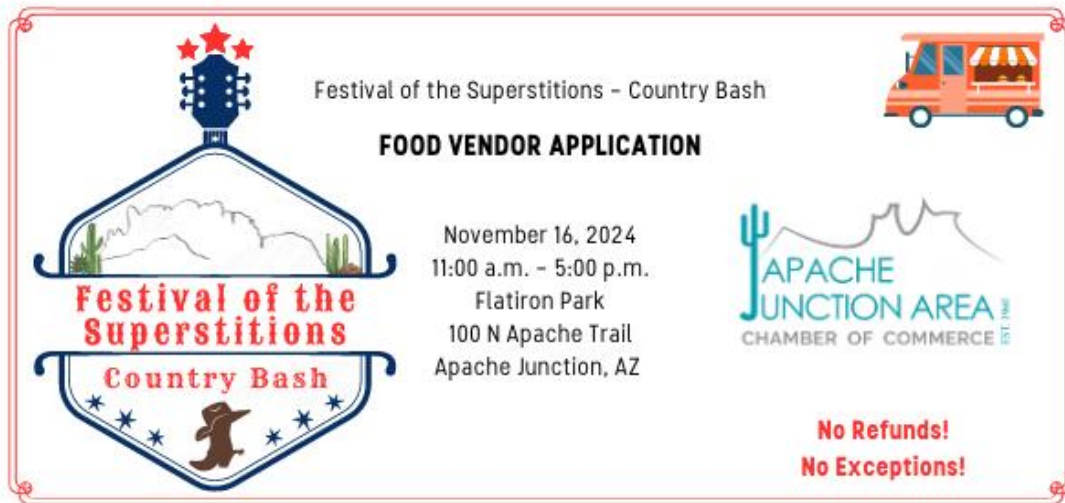 Festival of the Superstitions – Country Bash
FOOD VENDOR APPLICATION
November 16, 2024
11:00 a.m. – 5:00 p.m.
Flatiron Park
100 N Apache Trail
Apache Junction, AZ
Festival of the
Superstitions
Country Bash
APACHE
JUNCTION AREA
CHAMBER OF COMMERCE
EST. 1960
No Refunds!
No Exceptions!